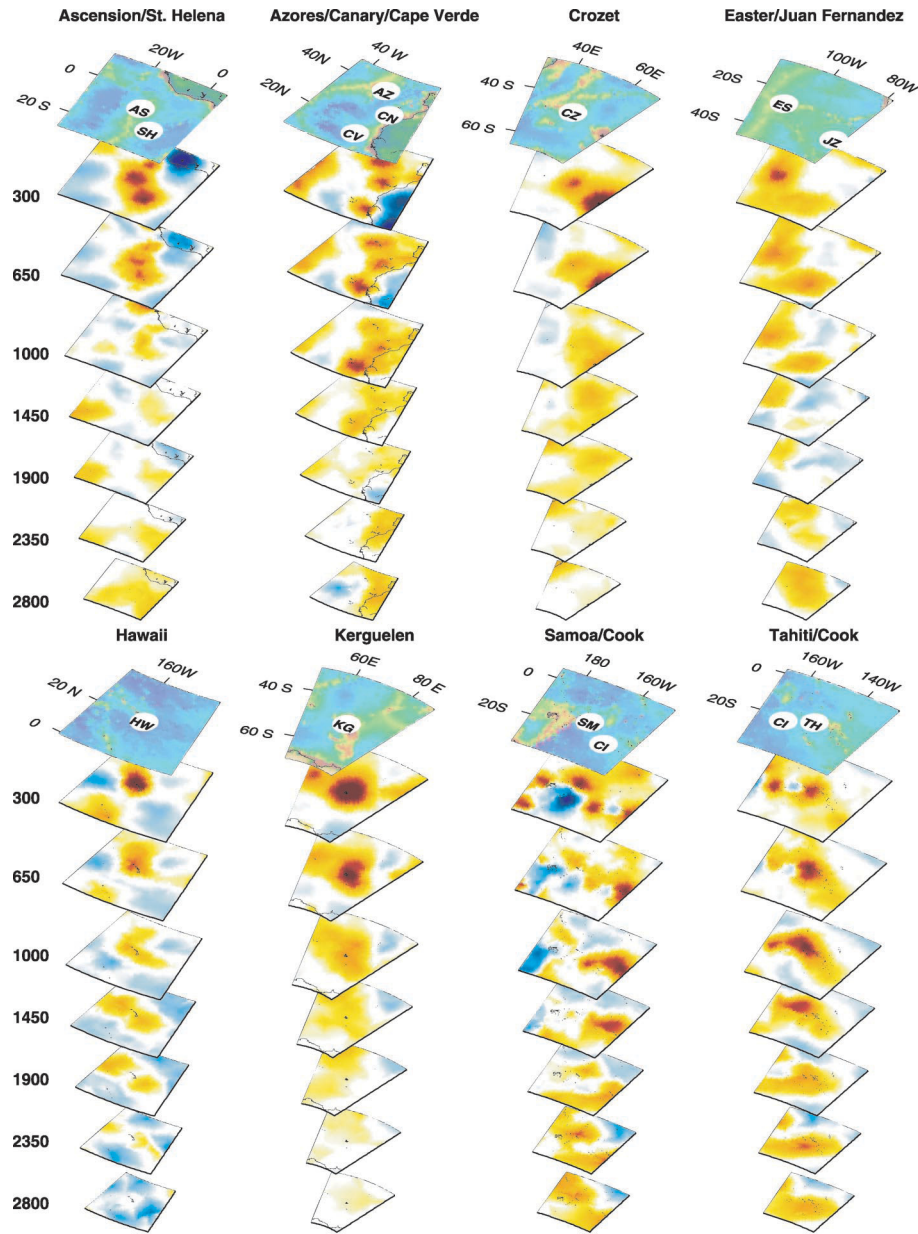 Ascension/St. Helena Azores/Canary/Cape Verde Crozet Easter/Juan Fernandez
20W 0 0 20 S AS SH
40 W 40N 20N AZ CN CV
40E 60E 40 S 60 S CZ
100W 80W 20S 40S ES JZ
300
650
1000
1450
1900
2350
2800
Hawaii Kerguelen Samoa/Cook Tahiti/Cook
160W 20 N 0 HW
60E 80 E 40 S 60 S KG
180 160W 0 20S SM CI
160W 140W 0 20S CI TH
300
650
1000
1450
1900
2350
2800